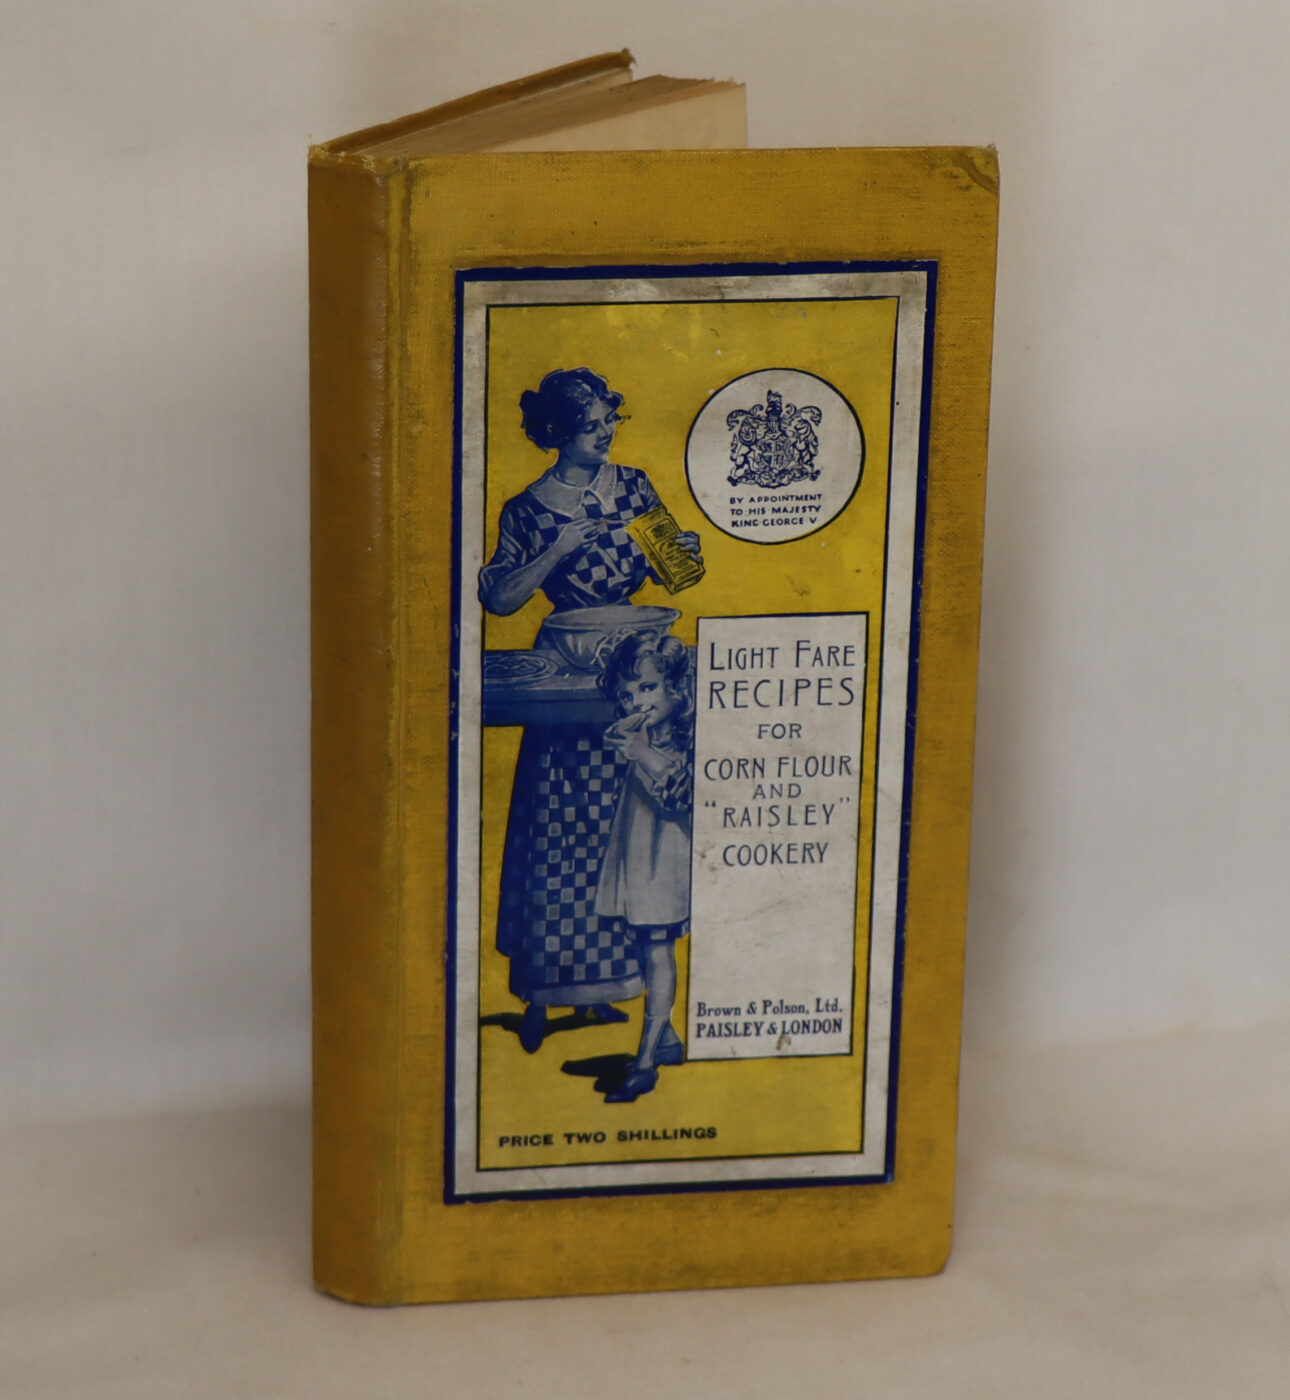 BY APPOINTMENT
TO HIS MAJESTY
KING GEORGE V
LIGHT FARE
RECIPES
FOR
CORN FLOUR
AND
"RAISLEY"
COOKERY
Brown & Polson, Ltd.
PAISLEY & LONDON
PRICE TWO SHILLINGS